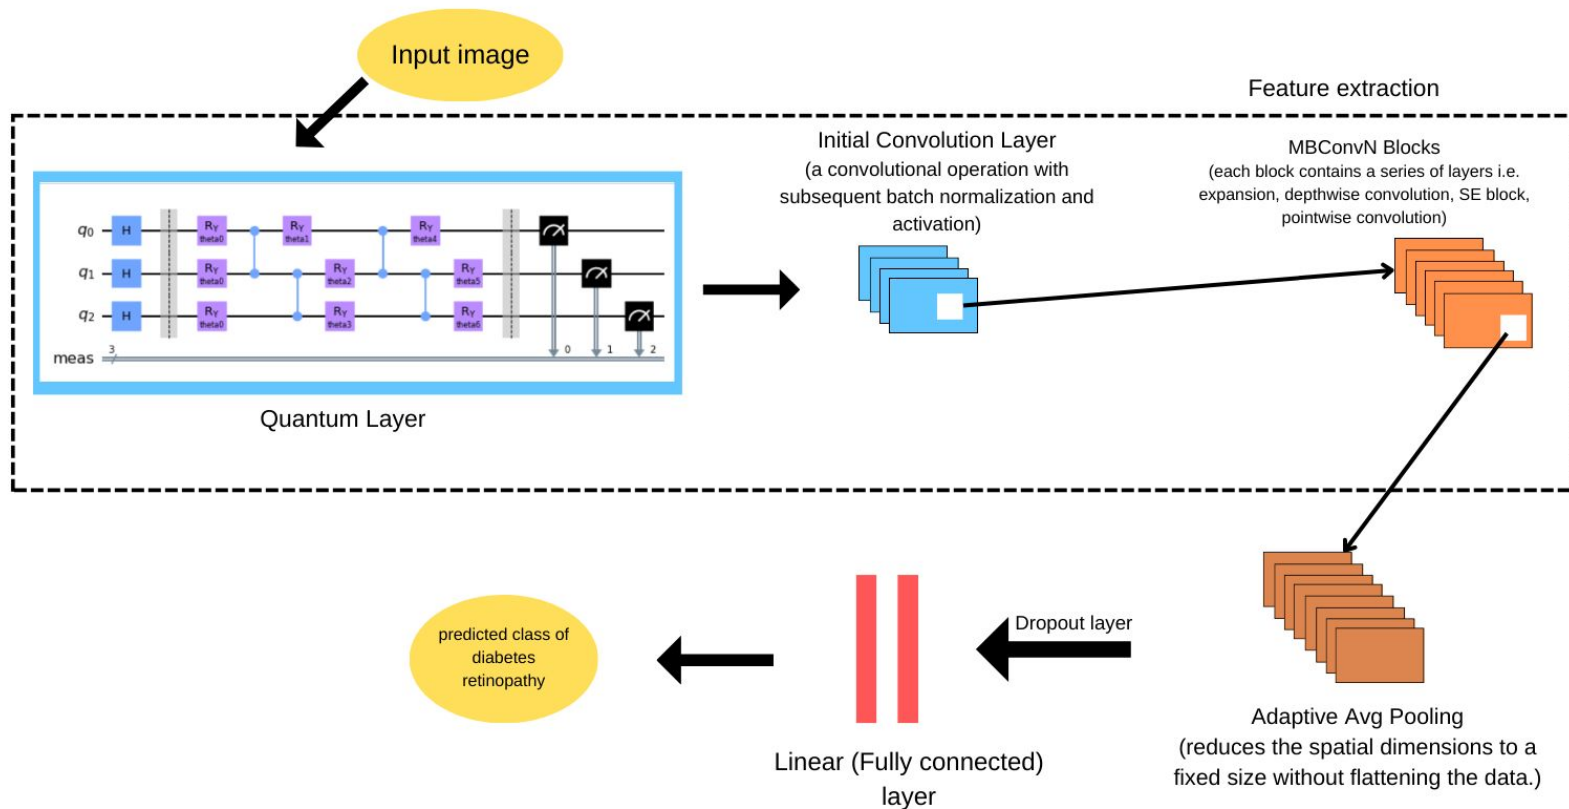 Input image
Feature extraction
Initial Convolution Layer
(a convolutional operation with
subsequent batch normalization and
activation)
MBConvN Blocks
(each block contains a series of layers i.e.
expansion, depthwise convolution, SE block,
pointwise convolution)
q0 H RY theta0 RY theta1 RY theta4
q1 H RY theta0 RY theta2 RY theta5
q2 H RY theta0 RY theta3 RY theta6
meas 3 0 1 2
Quantum Layer
Dropout layer
predicted class of
diabetes
retinopathy
Linear (Fully connected)
layer
Adaptive Avg Pooling
(reduces the spatial dimensions to a
fixed size without flattening the data.)